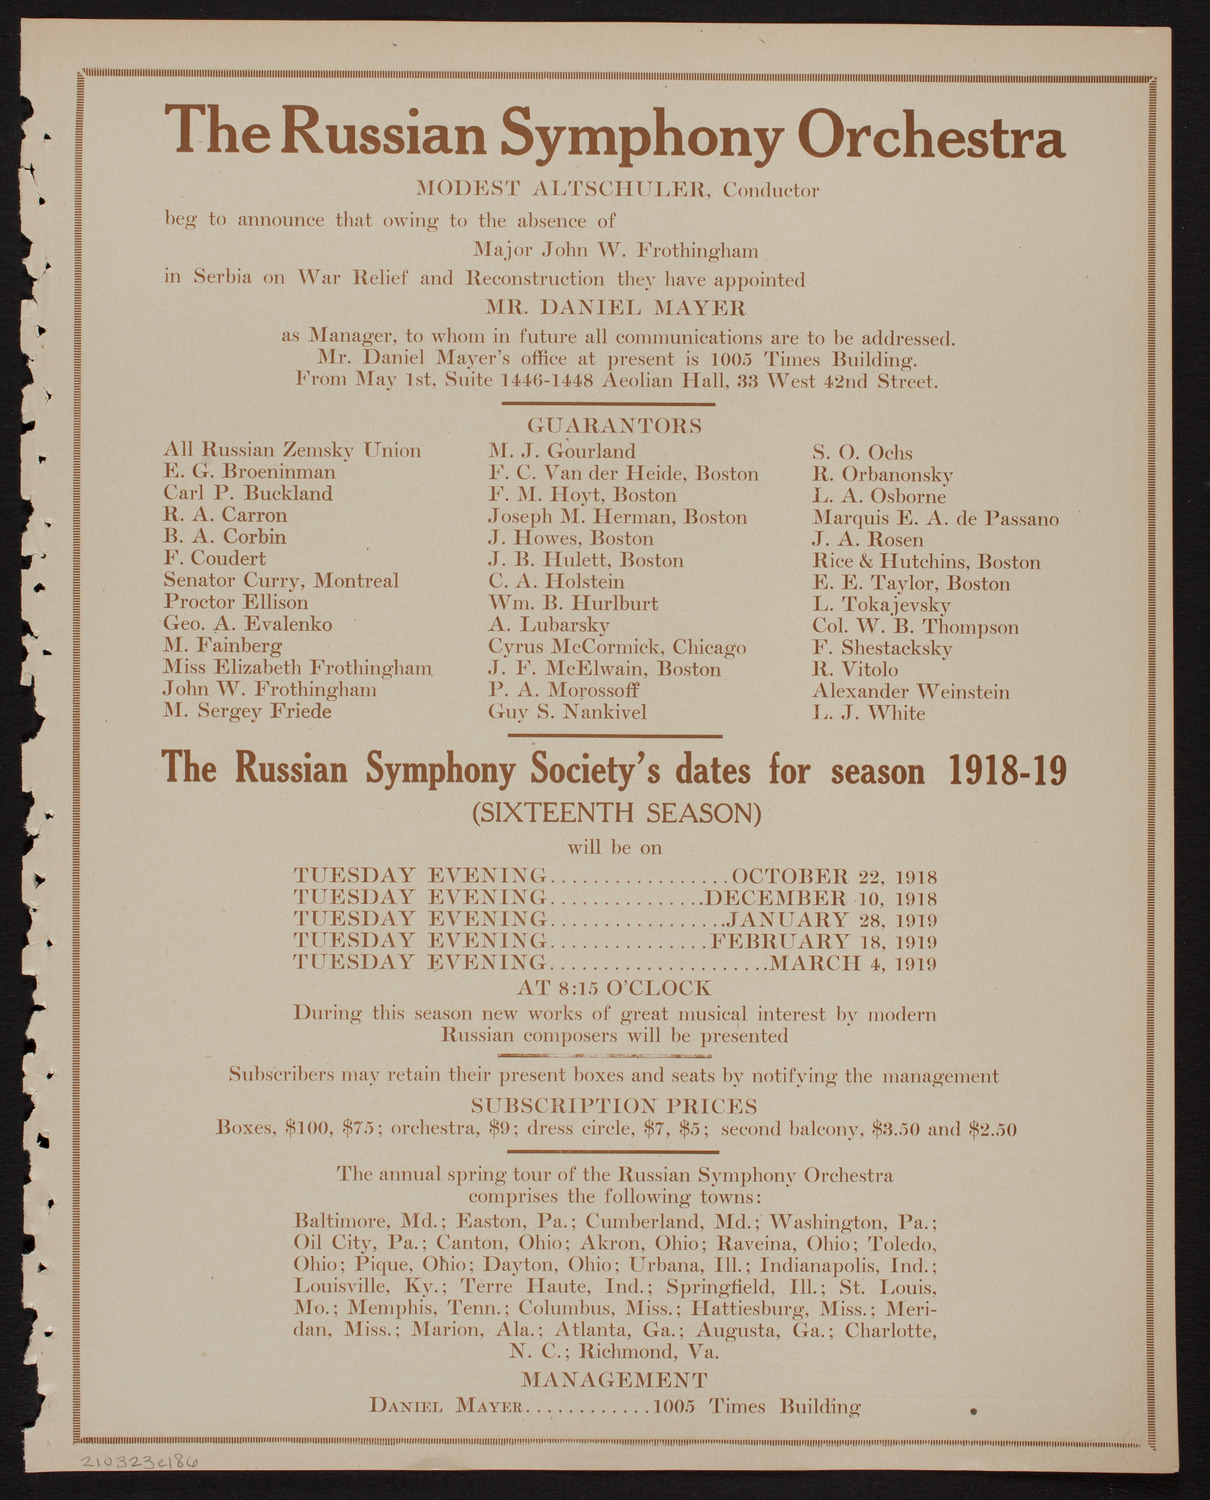 The Russian Symphony Orchestra
MODEST ALTSCHULER, Conductor
beg to announce that owing to the absence of
Major John W. Frothingham
in Serbia on War Relief and Reconstruction they have appointed
MR. DANIEL MAYER
as Manager, to whom in future all communications are to be addressed.
Mr. Daniel Mayer's office at present is 1005 Times Building.
From May 1st, Suite 1446-1448 Aeolian Hall, 33 West 42nd Street.
GUARANTORS
All Russian Zemsky Union
E. G. Broeninman
Carl P. Buckland
R. A. Carron
B. A. Corbin
F. Coudert
Senator Curry, Montreal
Proctor Ellison
Geo. A. Evalenko
M. Fainberg
Miss Elizabeth Frothingham
John W. Frothingham
M. Sergey Friede
M. J. Gourland
F. C. Van der Heide, Boston
F. M. Hoyt, Boston
Joseph M. Herman, Boston
J. Howes, Boston
J. B. Hulett, Boston
C. A. Holstein
Wm. B. Hurlburt
A. Lubarsky
Cyrus McCormick, Chicago
J. F. McElwain, Boston
P. A. Morossoff
Guy S. Nankivel
S. O. Ochs
R. Orbanonsky
L. A. Osborne
Marquis E. A. de Passano
J. A. Rosen
Rice & Hutchins, Boston
E. E. Taylor, Boston
L. Tokajevsky
Col. W. B. Thompson
F. Shestacksky
R. Vitolo
Alexander Weinstein
L. J. White
The Russian Symphony Society's dates for season 1918-19
(SIXTEENTH SEASON)
will be on
TUESDAY EVENING.................OCTOBER 22, 1918
TUESDAY EVENING...............DECEMBER 10, 1918
TUESDAY EVENING.................JANUARY 28, 1919
TUESDAY EVENING...............FEBRUARY 18, 1919
TUESDAY EVENING.....................MARCH 4, 1919
AT 8:15 O'CLOCK
During this season new works of great musical interest by modern
Russian composers will be presented
Subscribers may retain their present boxes and seats by notifying the management
SUBSCRIPTION PRICES
Boxes, $100, $75; orchestra, $9; dress circle, $7, $5; second balcony, $3.50 and $2.50
The annual spring tour of the Russian Symphony Orchestra
comprises the following towns:
Baltimore, Md.; Easton, Pa.; Cumberland, Md.; Washington, Pa.;
Oil City, Pa.; Canton, Ohio; Akron, Ohio; Raveina, Ohio; Toledo,
Ohio; Pique, Ohio; Dayton, Ohio; Urbana, Ill.; Indianapolis, Ind.;
Louisville, Ky.; Terre Haute, Ind.; Springfield, Ill.; St. Louis,
Mo.; Memphis, Tenn.; Columbus, Miss.; Hattiesburg, Miss.; Meri-
dan, Miss.; Marion, Ala.; Atlanta, Ga.; Augusta, Ga.; Charlotte,
N. C.; Richmond, Va.
MANAGEMENT
DANIEL MAYER............1005 Times Building
210323e186